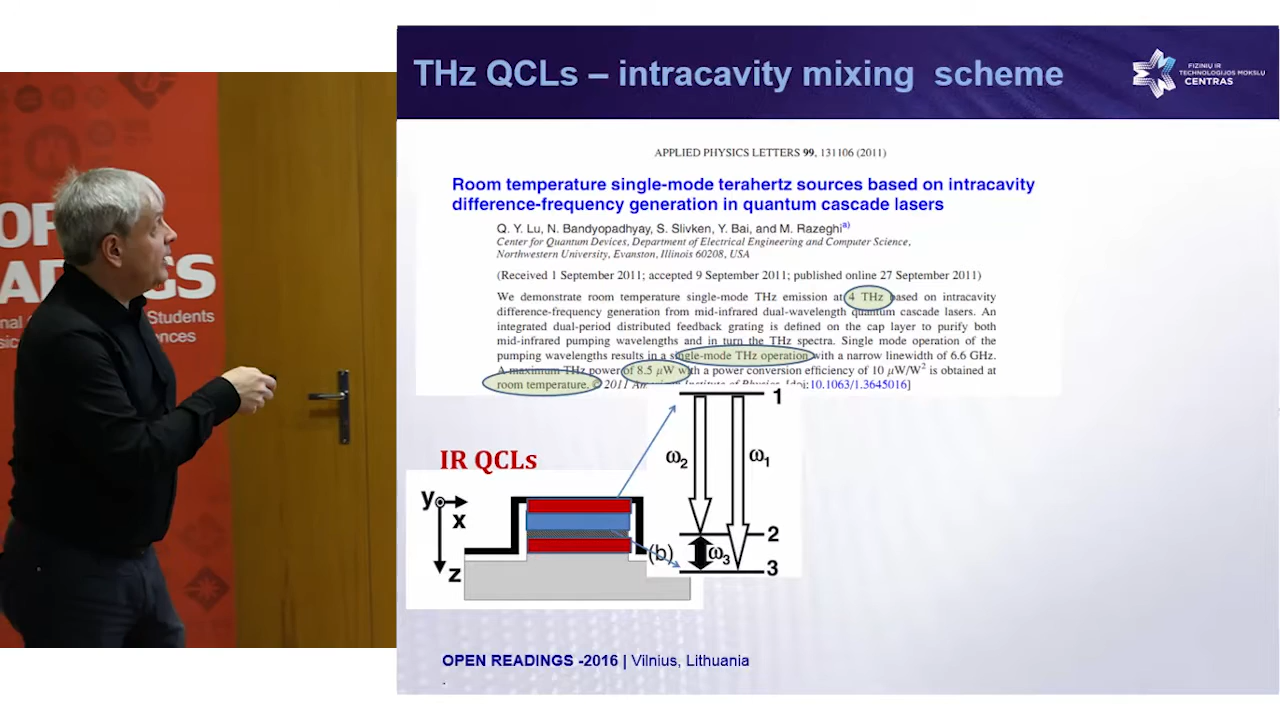 THz QCLs – intracavity mixing scheme
FIZINIŲ IR
TECHNOLOGIJOS MOKSLŲ
CENTRAS
APPLIED PHYSICS LETTERS 99, 131106 (2011)
Room temperature single-mode terahertz sources based on intracavity
difference-frequency generation in quantum cascade lasers
Q. Y. Lu, N. Bandyopadhyay, S. Slivken, Y. Bai, and M. Razeghi a)
Center for Quantum Devices, Department of Electrical Engineering and Computer Science,
Northwestern University, Evanston, Illinois 60208, USA
(Received 1 September 2011; accepted 9 September 2011; published online 27 September 2011)
We demonstrate room temperature single-mode THz emission at 4 THz based on intracavity
difference-frequency generation from mid-infrared dual-wavelength quantum cascade lasers. An
integrated dual-period distributed feedback grating is defined on the cap layer to purify both
mid-infrared pumping wavelengths and in turn the THz spectra. Single mode operation of the
pumping wavelengths results in a single-mode THz operation with a narrow linewidth of 6.6 GHz.
A maximum THz power of 8.5 μW with a power conversion efficiency of 10 μW/W² is obtained at
room temperature. © 2011 American Institute of Physics. [doi:10.1063/1.3645016]
IR QCLs
y
x
z
(b)
1
ω₂
ω₁
2
ω₃
3
OPEN READINGS -2016 | Vilnius, Lithuania
.
GS
Students